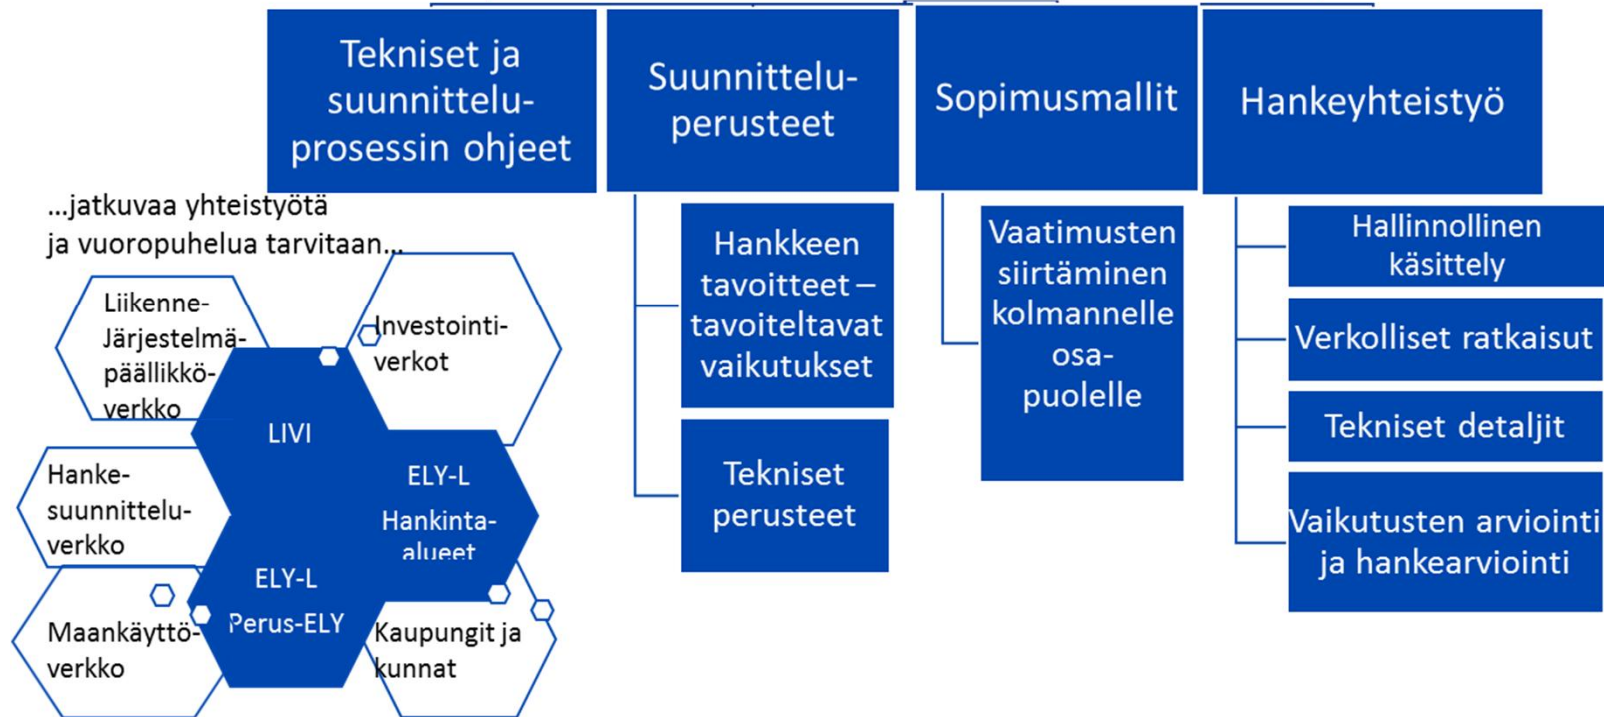 Tekniset ja
suunnittelu-
prosessin ohjeet
Suunnittelu-
perusteet
Sopimusmallit
Hankeyhteistyö
Hankkeen
tavoitteet –
tavoiteltavat
vaikutukset
Tekniset
perusteet
Vaatimusten
siirtäminen
kolmannelle
osa-
puolelle
Hallinnollinen
käsittely
Verkolliset ratkaisut
Tekniset detaljit
Vaikutusten arviointi
ja hankearviointi
...jatkuvaa yhteistyötä
ja vuoropuhelua tarvitaan...
Liikenne-
Järjestelmä-
päällikkö-
verkko
Investointi-
verkot
LIVI
Hanke-
suunnittelu-
verkko
ELY-L
Hankinta-
alueet
ELY-L
Perus-ELY
Maankäyttö-
verkko
Kaupungit ja
kunnat